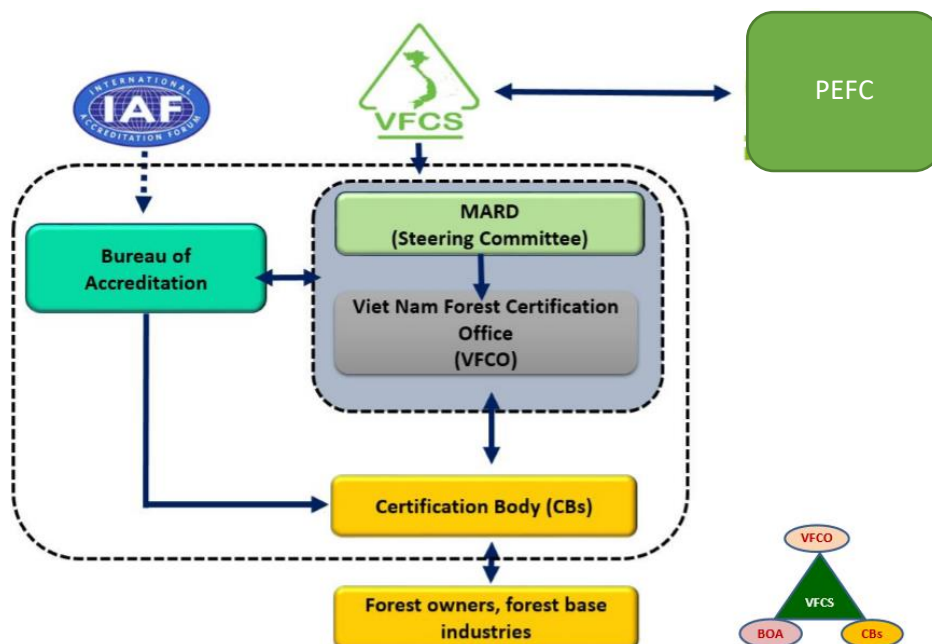 INTERNATIONAL
IAF
ACCREDITATION FORUM
VFCS
PEFC
MARD
(Steering Committee)
Bureau of
Accreditation
Viet Nam Forest Certification
Office
(VFCO)
Certification Body (CBs)
Forest owners, forest base
industries
VFCO
VFCS
BOA
CBs